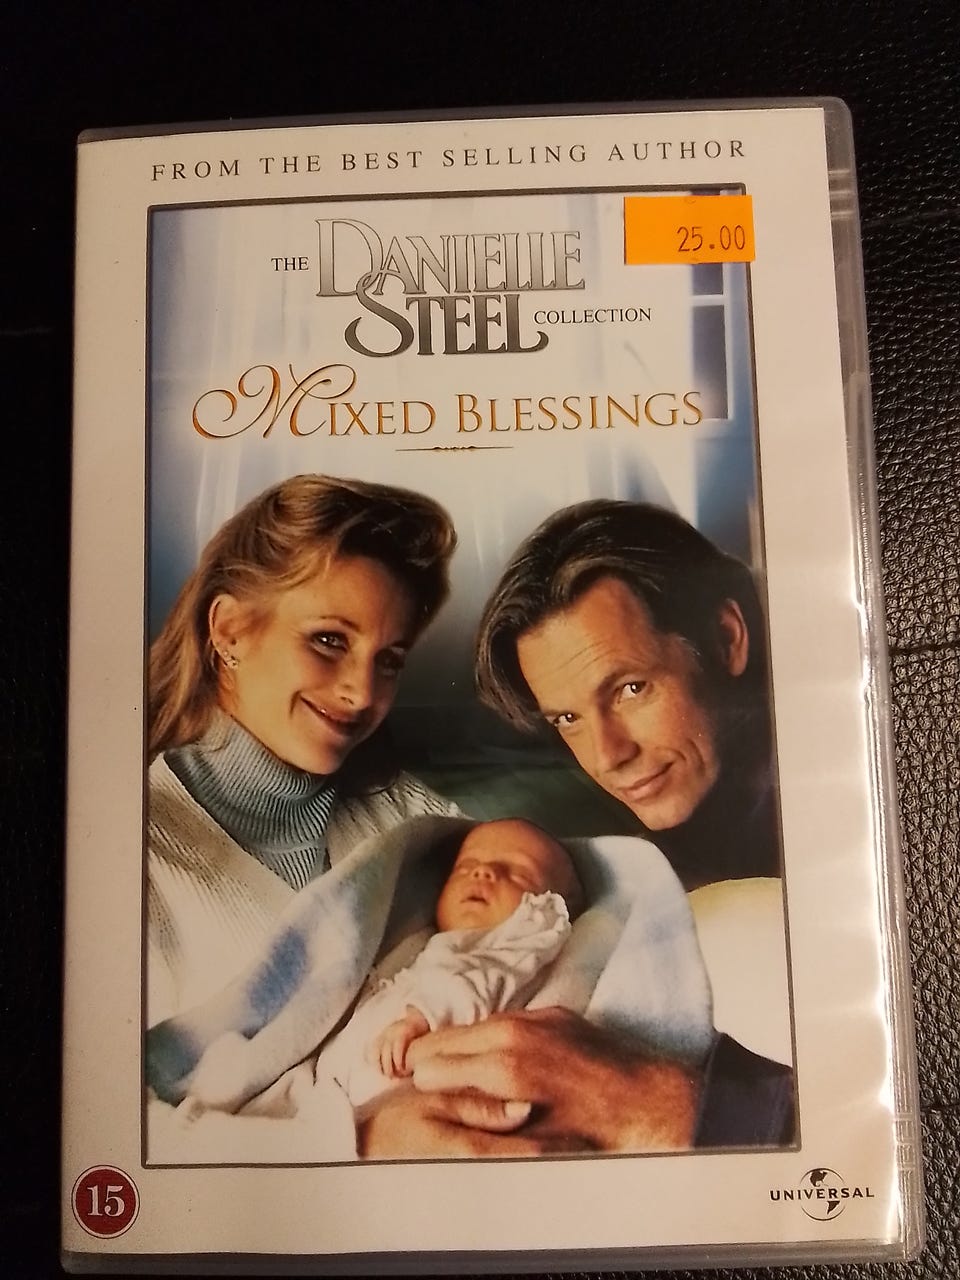 FROM THE BEST SELLING AUTHOR
25.00
THE DANIELLE
STEEL COLLECTION
MIXED BLESSINGS
15
UNIVERSAL